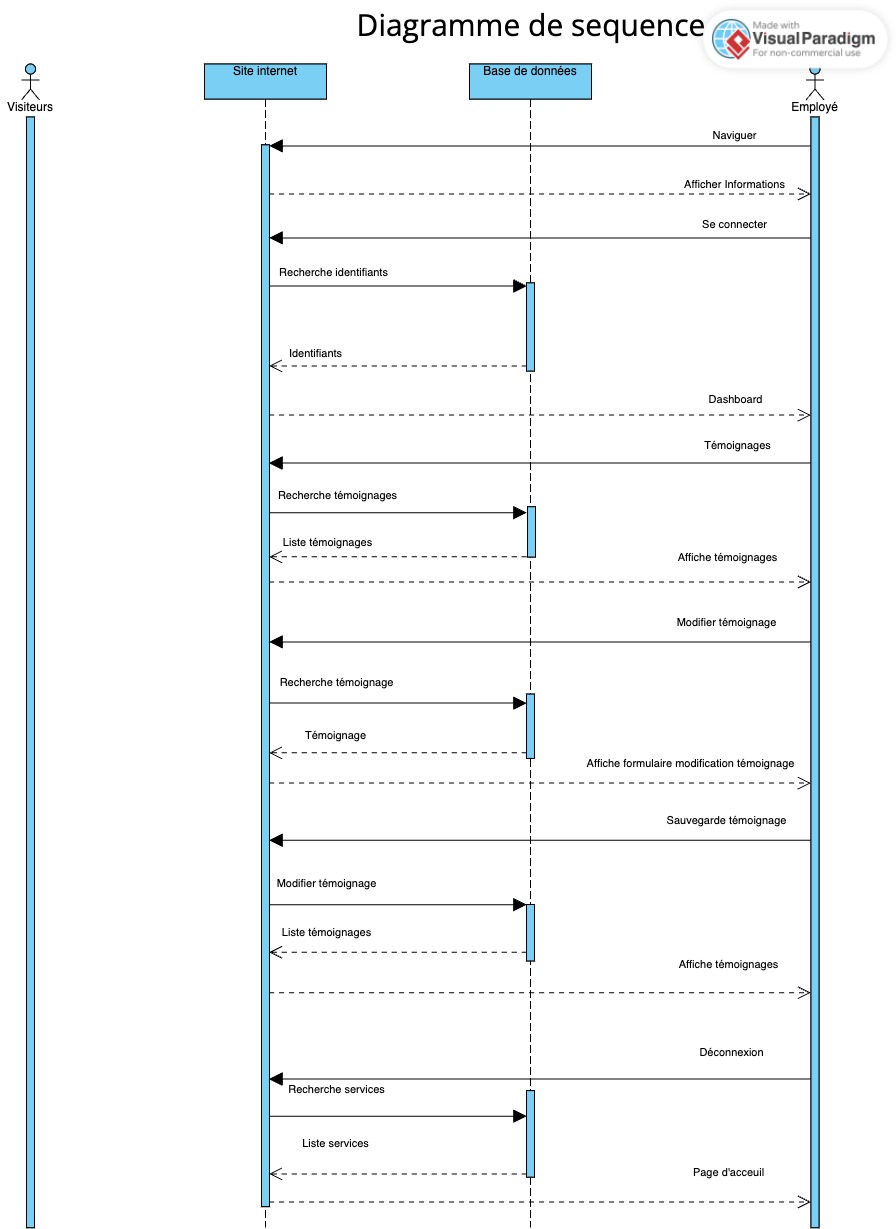 Diagramme de sequence
Made with
VisualParadigm
For non-commercial use
Visiteurs
Site internet
Base de données
Employé
Naviguer
Afficher Informations
Se connecter
Recherche identifiants
Identifiants
Dashboard
Témoignages
Recherche témoignages
Liste témoignages
Affiche témoignages
Modifier témoignage
Recherche témoignage
Témoignage
Affiche formulaire modification témoignage
Sauvegarde témoignage
Modifier témoignage
Liste témoignages
Affiche témoignages
Déconnexion
Recherche services
Liste services
Page d'acceuil